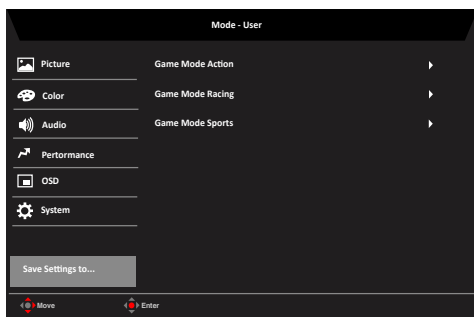 Mode - User
Picture
Game Mode Action
Color
Game Mode Racing
Audio
Game Mode Sports
Pertormance
OSD
System
Save Settings to...
Move
Enter